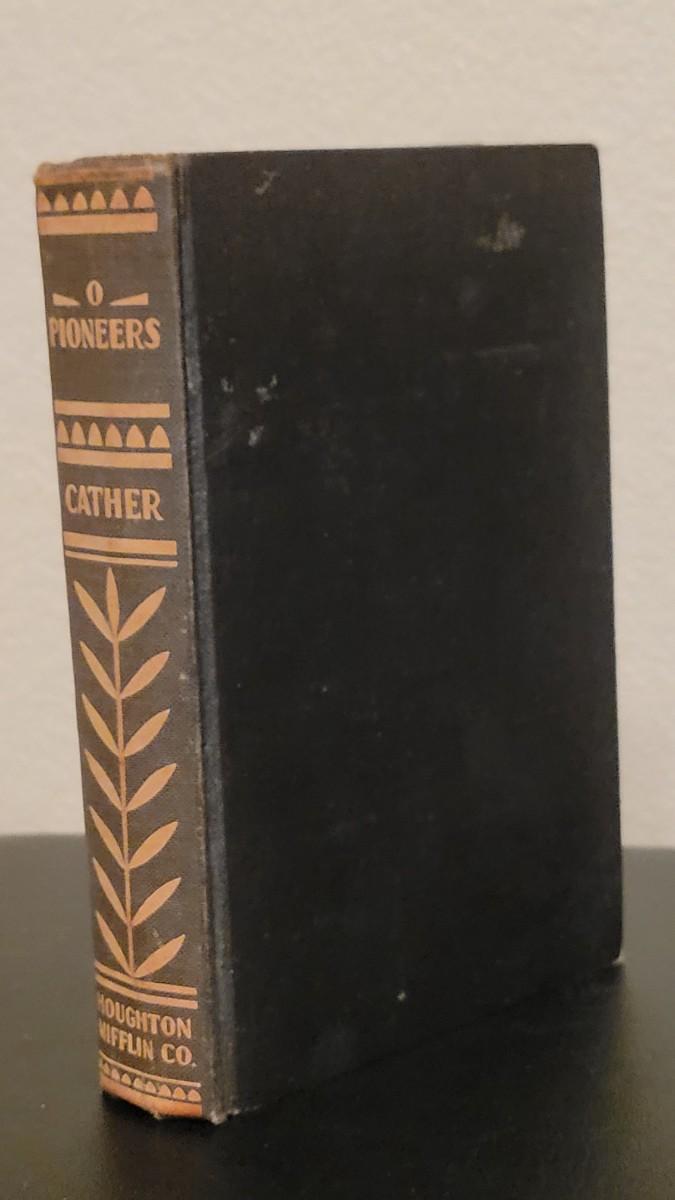 O
PIONEERS
CATHER
HOUGHTON
MIFFLIN CO.